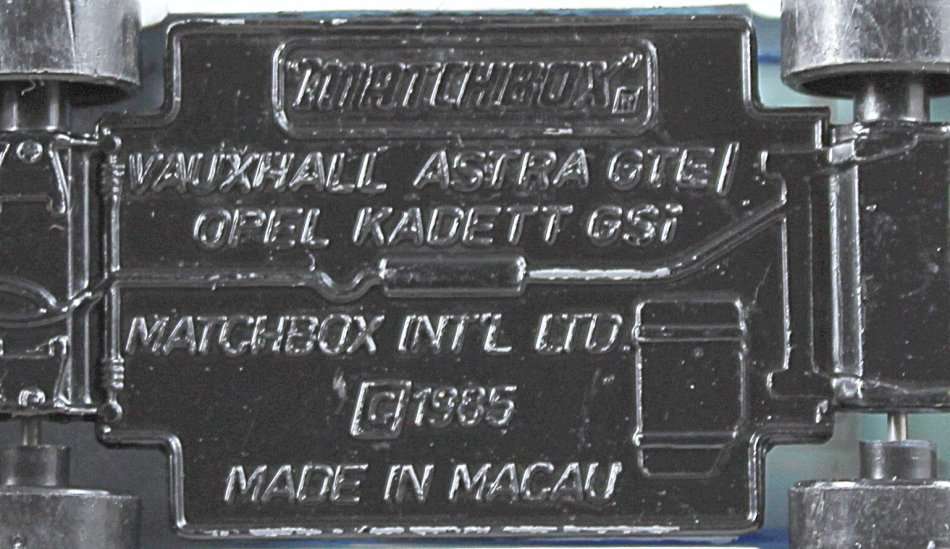 "MATCHBOX"
VAUXHALL ASTRA GTE/
OPEL KADETT GSi
MATCHBOX INT'L LTD.
© 1985
MADE IN MACAU